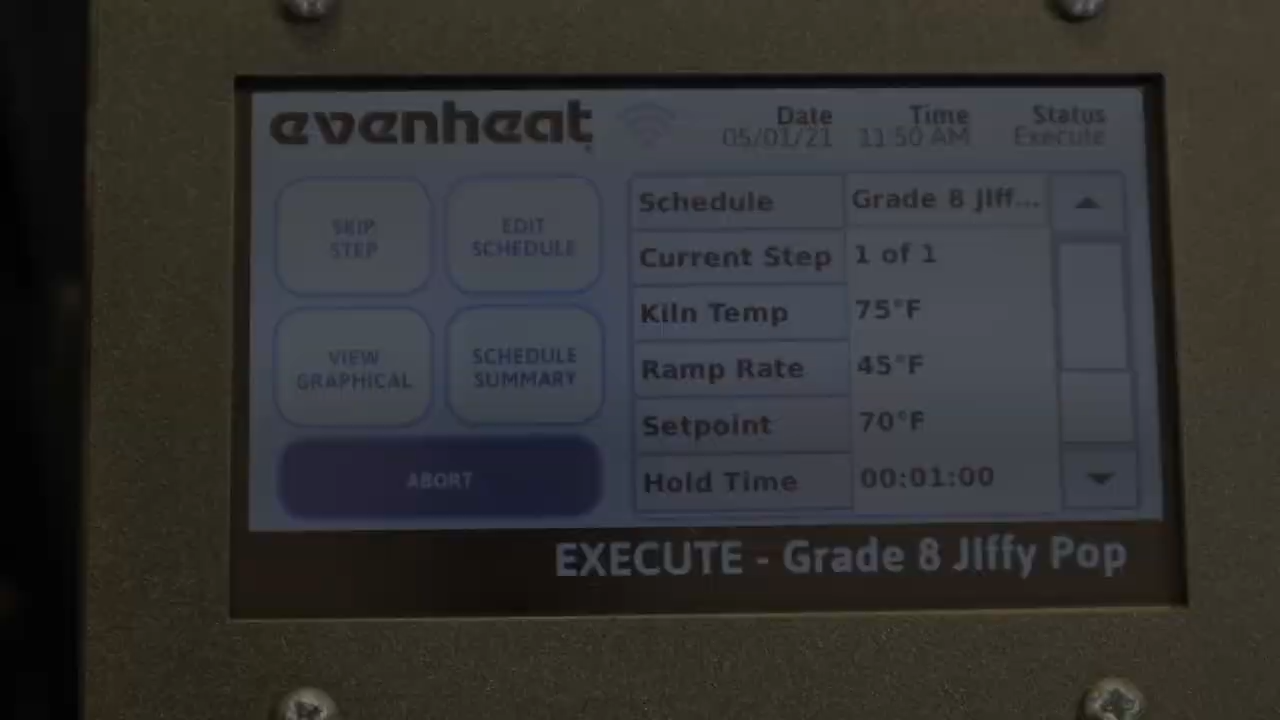 evenheat
Date Time Status
05/01/21 11:50 AM Execute
SKIP
STEP
EDIT
SCHEDULE
VIEW
GRAPHICAL
SCHEDULE
SUMMARY
ABORT
Schedule Grade 8 JIff...
Current Step 1 of 1
Kiln Temp 75°F
Ramp Rate 45°F
Setpoint 70°F
Hold Time 00:01:00
EXECUTE - Grade 8 JIffy Pop